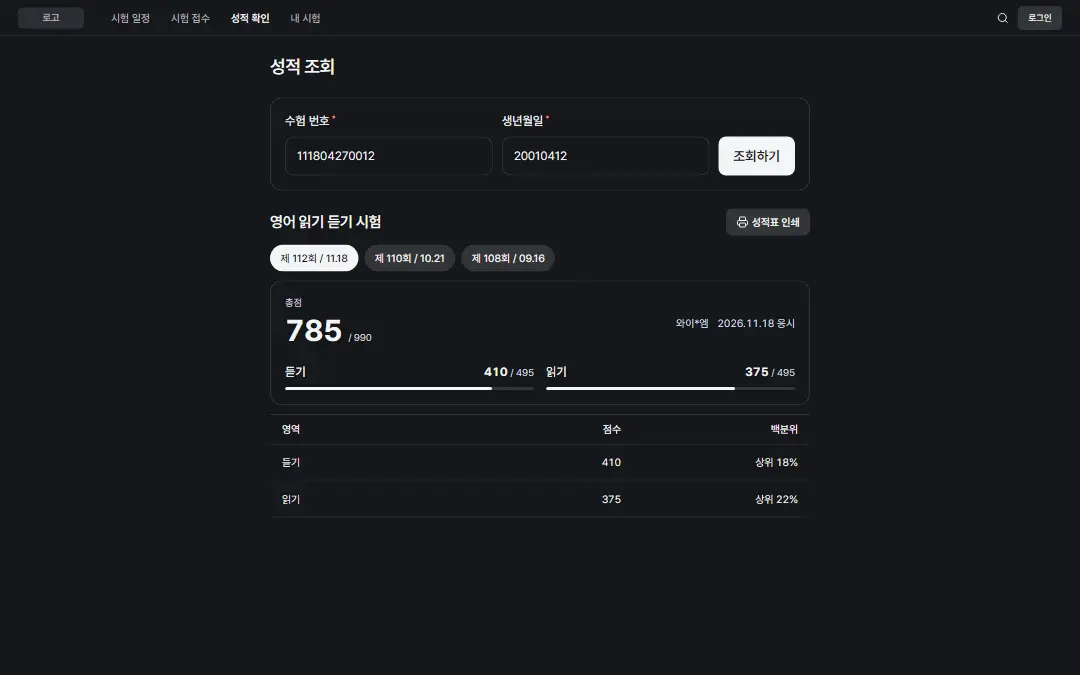 로고 시험 일정 시험 접수 성적 확인 내 시험 로그인
성적 조회
수험 번호* 생년월일*
111804270012 20010412 조회하기
영어 읽기 듣기 시험 성적표 인쇄
제 112회 / 11.18 제 110회 / 10.21 제 108회 / 09.16
총점
785 / 990 와이*엠 2026.11.18 응시
듣기 410 / 495 읽기 375 / 495
영역 점수 백분위
듣기 410 상위 18%
읽기 375 상위 22%